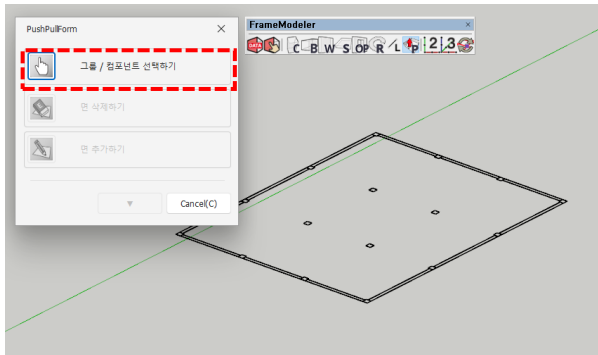 PushPullForm
그룹 / 컴포넌트 선택하기
면 삭제하기
면 추가하기
Cancel(C)
FrameModeler
DATA C B W S OP R L P 2 3